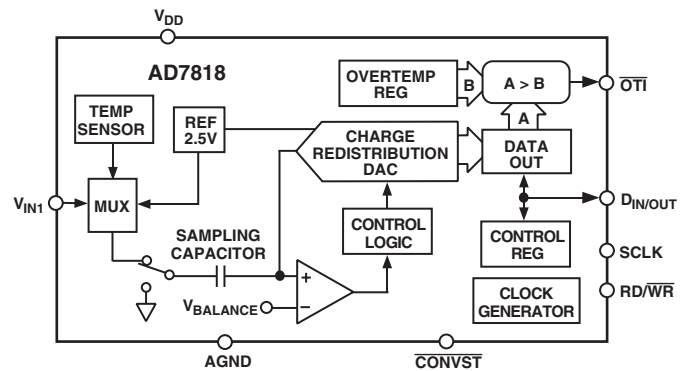 VDD
AD7818
OVERTEMP
REG
B
A > B
OTI
TEMP
SENSOR
REF
2.5V
A
CHARGE
REDISTRIBUTION
DAC
DATA
OUT
VIN1
MUX
DIN/OUT
SAMPLING
CAPACITOR
CONTROL
LOGIC
CONTROL
REG
SCLK
+
VBALANCE
−
CLOCK
GENERATOR
RD/WR
AGND
CONVST